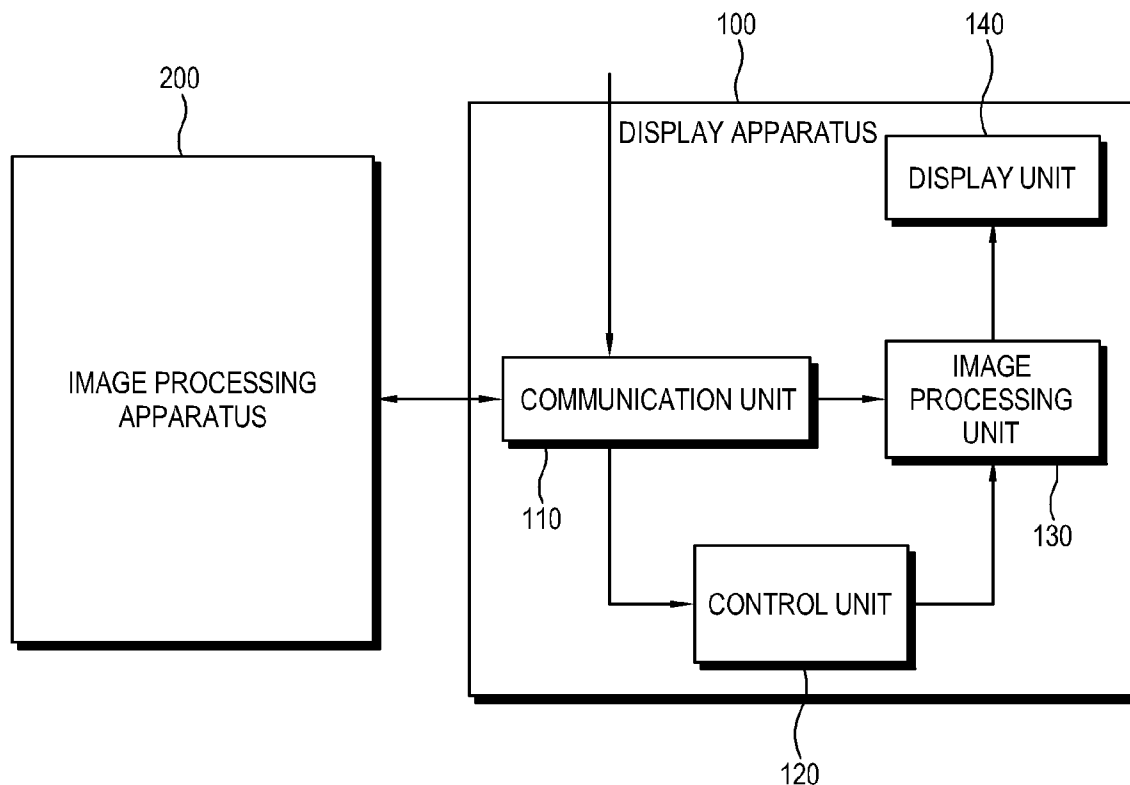 100
140
200
DISPLAY APPARATUS
DISPLAY UNIT
IMAGE PROCESSING
APPARATUS
COMMUNICATION UNIT
IMAGE
PROCESSING
UNIT
110
130
CONTROL UNIT
120